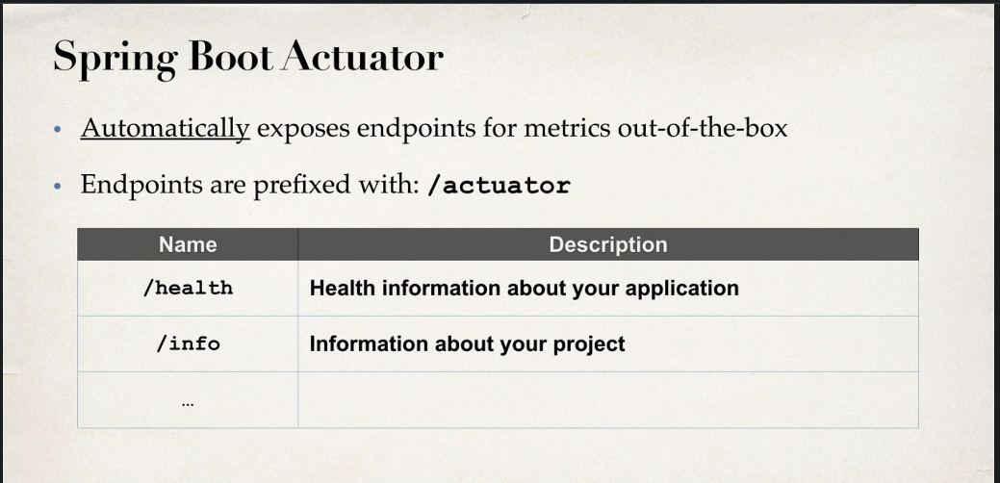 Spring Boot Actuator
• Automatically exposes endpoints for metrics out-of-the-box
• Endpoints are prefixed with: /actuator
Name Description
/health Health information about your application
/info Information about your project
...